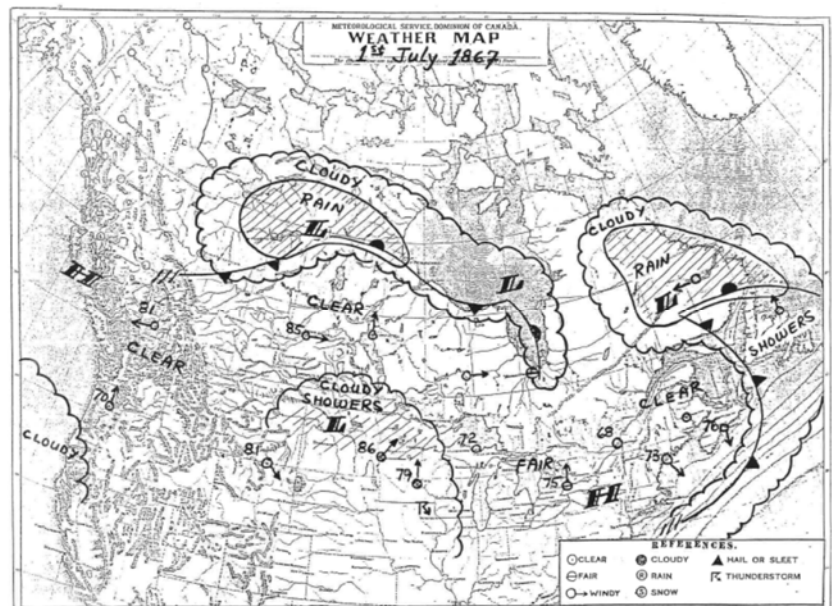 METEOROLOGICAL SERVICE, DOMINION OF CANADA.
WEATHER MAP
1st July 1867
CLOUDY
RAIN
L
H
L
CLOUDY
RAIN
L
SHOWERS
81
CLEAR
85
CLEAR
70
CLOUDY
CLOUDY
SHOWERS
L
81
86
79
72
FAIR
75
68
H
CLEAR
73
76
REFERENCES.
CLEAR
CLOUDY
HAIL OR SLEET
FAIR
R RAIN
THUNDERSTORM
WINDY
S SNOW